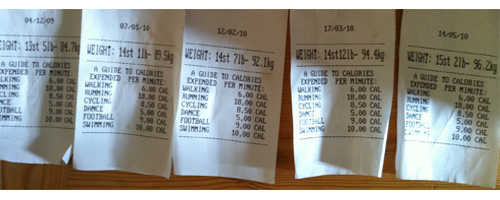 04/12/09
WEIGHT: 13st 5lb- 84.7kg
A GUIDE TO CALORIES
EXPENDED PER MINUTE:
WALKING 6.00 CAL
RUNNING 18.00 CAL
CYCLING 8.50 CAL
DANCE 5.00 CAL
FOOTBALL 9.00 CAL
SWIMMING 10.00 CAL
07/01/10
WEIGHT: 14st 1lb- 89.5kg
A GUIDE TO CALORIES
EXPENDED PER MINUTE:
WALKING 6.00 CAL
RUNNING 18.00 CAL
CYCLING 8.50 CAL
DANCE 5.00 CAL
FOOTBALL 9.00 CAL
SWIMMING 10.00 CAL
12/02/10
WEIGHT: 14st 7lb- 92.1kg
A GUIDE TO CALORIES
EXPENDED PER MINUTE:
WALKING 6.00 CAL
RUNNING 18.00 CAL
CYCLING 8.50 CAL
DANCE 5.00 CAL
FOOTBALL 9.00 CAL
SWIMMING 10.00 CAL
17/03/10
WEIGHT: 14st12lb- 94.4kg
A GUIDE TO CALORIES
EXPENDED PER MINUTE:
WALKING 6.00 CAL
RUNNING 18.00 CAL
CYCLING 8.50 CAL
DANCE 5.00 CAL
FOOTBALL 9.00 CAL
SWIMMING 10.00 CAL
14/05/10
WEIGHT: 15st 2lb- 96.2kg
A GUIDE TO CALORIES
EXPENDED PER MINUTE:
WALKING 6.00 CAL
RUNNING 18.00 CAL
CYCLING 8.50 CAL
DANCE 5.00 CAL
FOOTBALL 9.00 CAL
SWIMMING 10.00 CAL